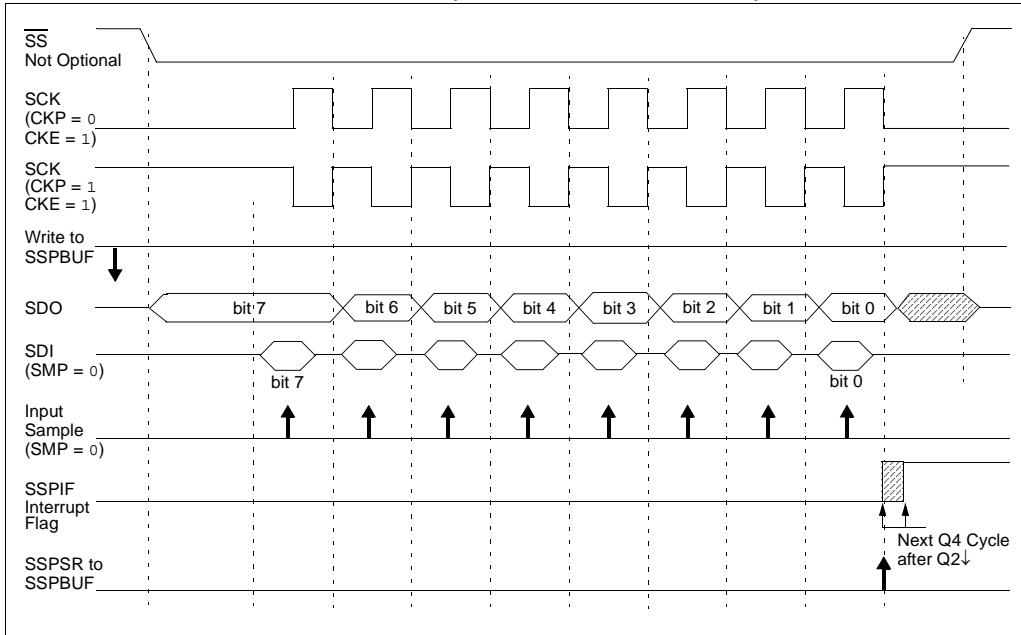 SS
Not Optional
SCK
(CKP = 0
CKE = 1)
SCK
(CKP = 1
CKE = 1)
Write to
SSPBUF
SDO
bit 7 bit 6 bit 5 bit 4 bit 3 bit 2 bit 1 bit 0
SDI
(SMP = 0)
bit 7 bit 0
Input
Sample
(SMP = 0)
SSPIF
Interrupt
Flag
Next Q4 Cycle
after Q2↓
SSPSR to
SSPBUF